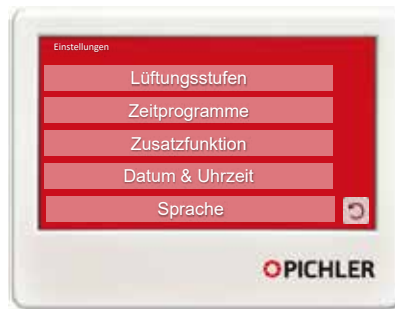 Einstellungen
Lüftungsstufen
Zeitprogramme
Zusatzfunktion
Datum & Uhrzeit
Sprache
PICHLER